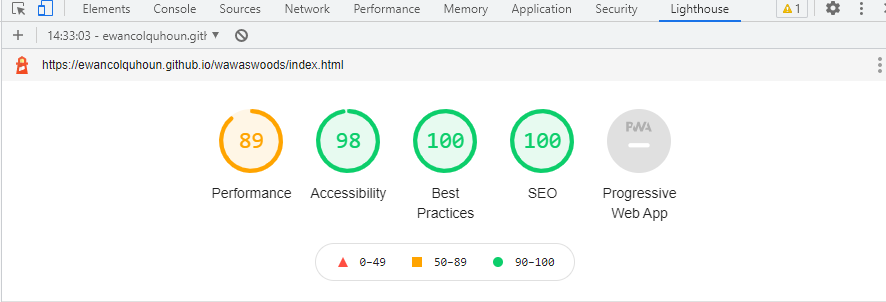 Elements Console Sources Network Performance Memory Application Security Lighthouse 1
14:33:03 - ewancolquhoun.gith
https://ewancolquhoun.github.io/wawaswoods/index.html
89 98 100 100 PWA
Performance Accessibility Best Practices SEO Progressive Web App
0–49 50–89 90–100